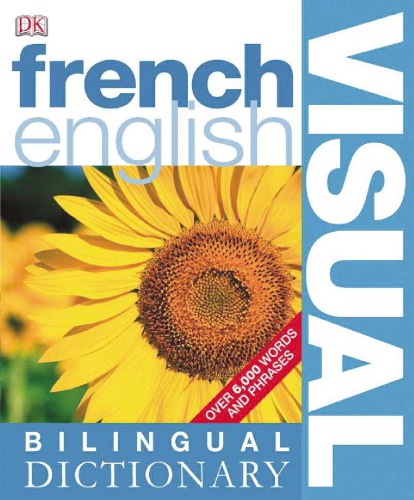 DK
french
english
VISUAL
OVER 6,000 WORDS
AND PHRASES
BILINGUAL
DICTIONARY